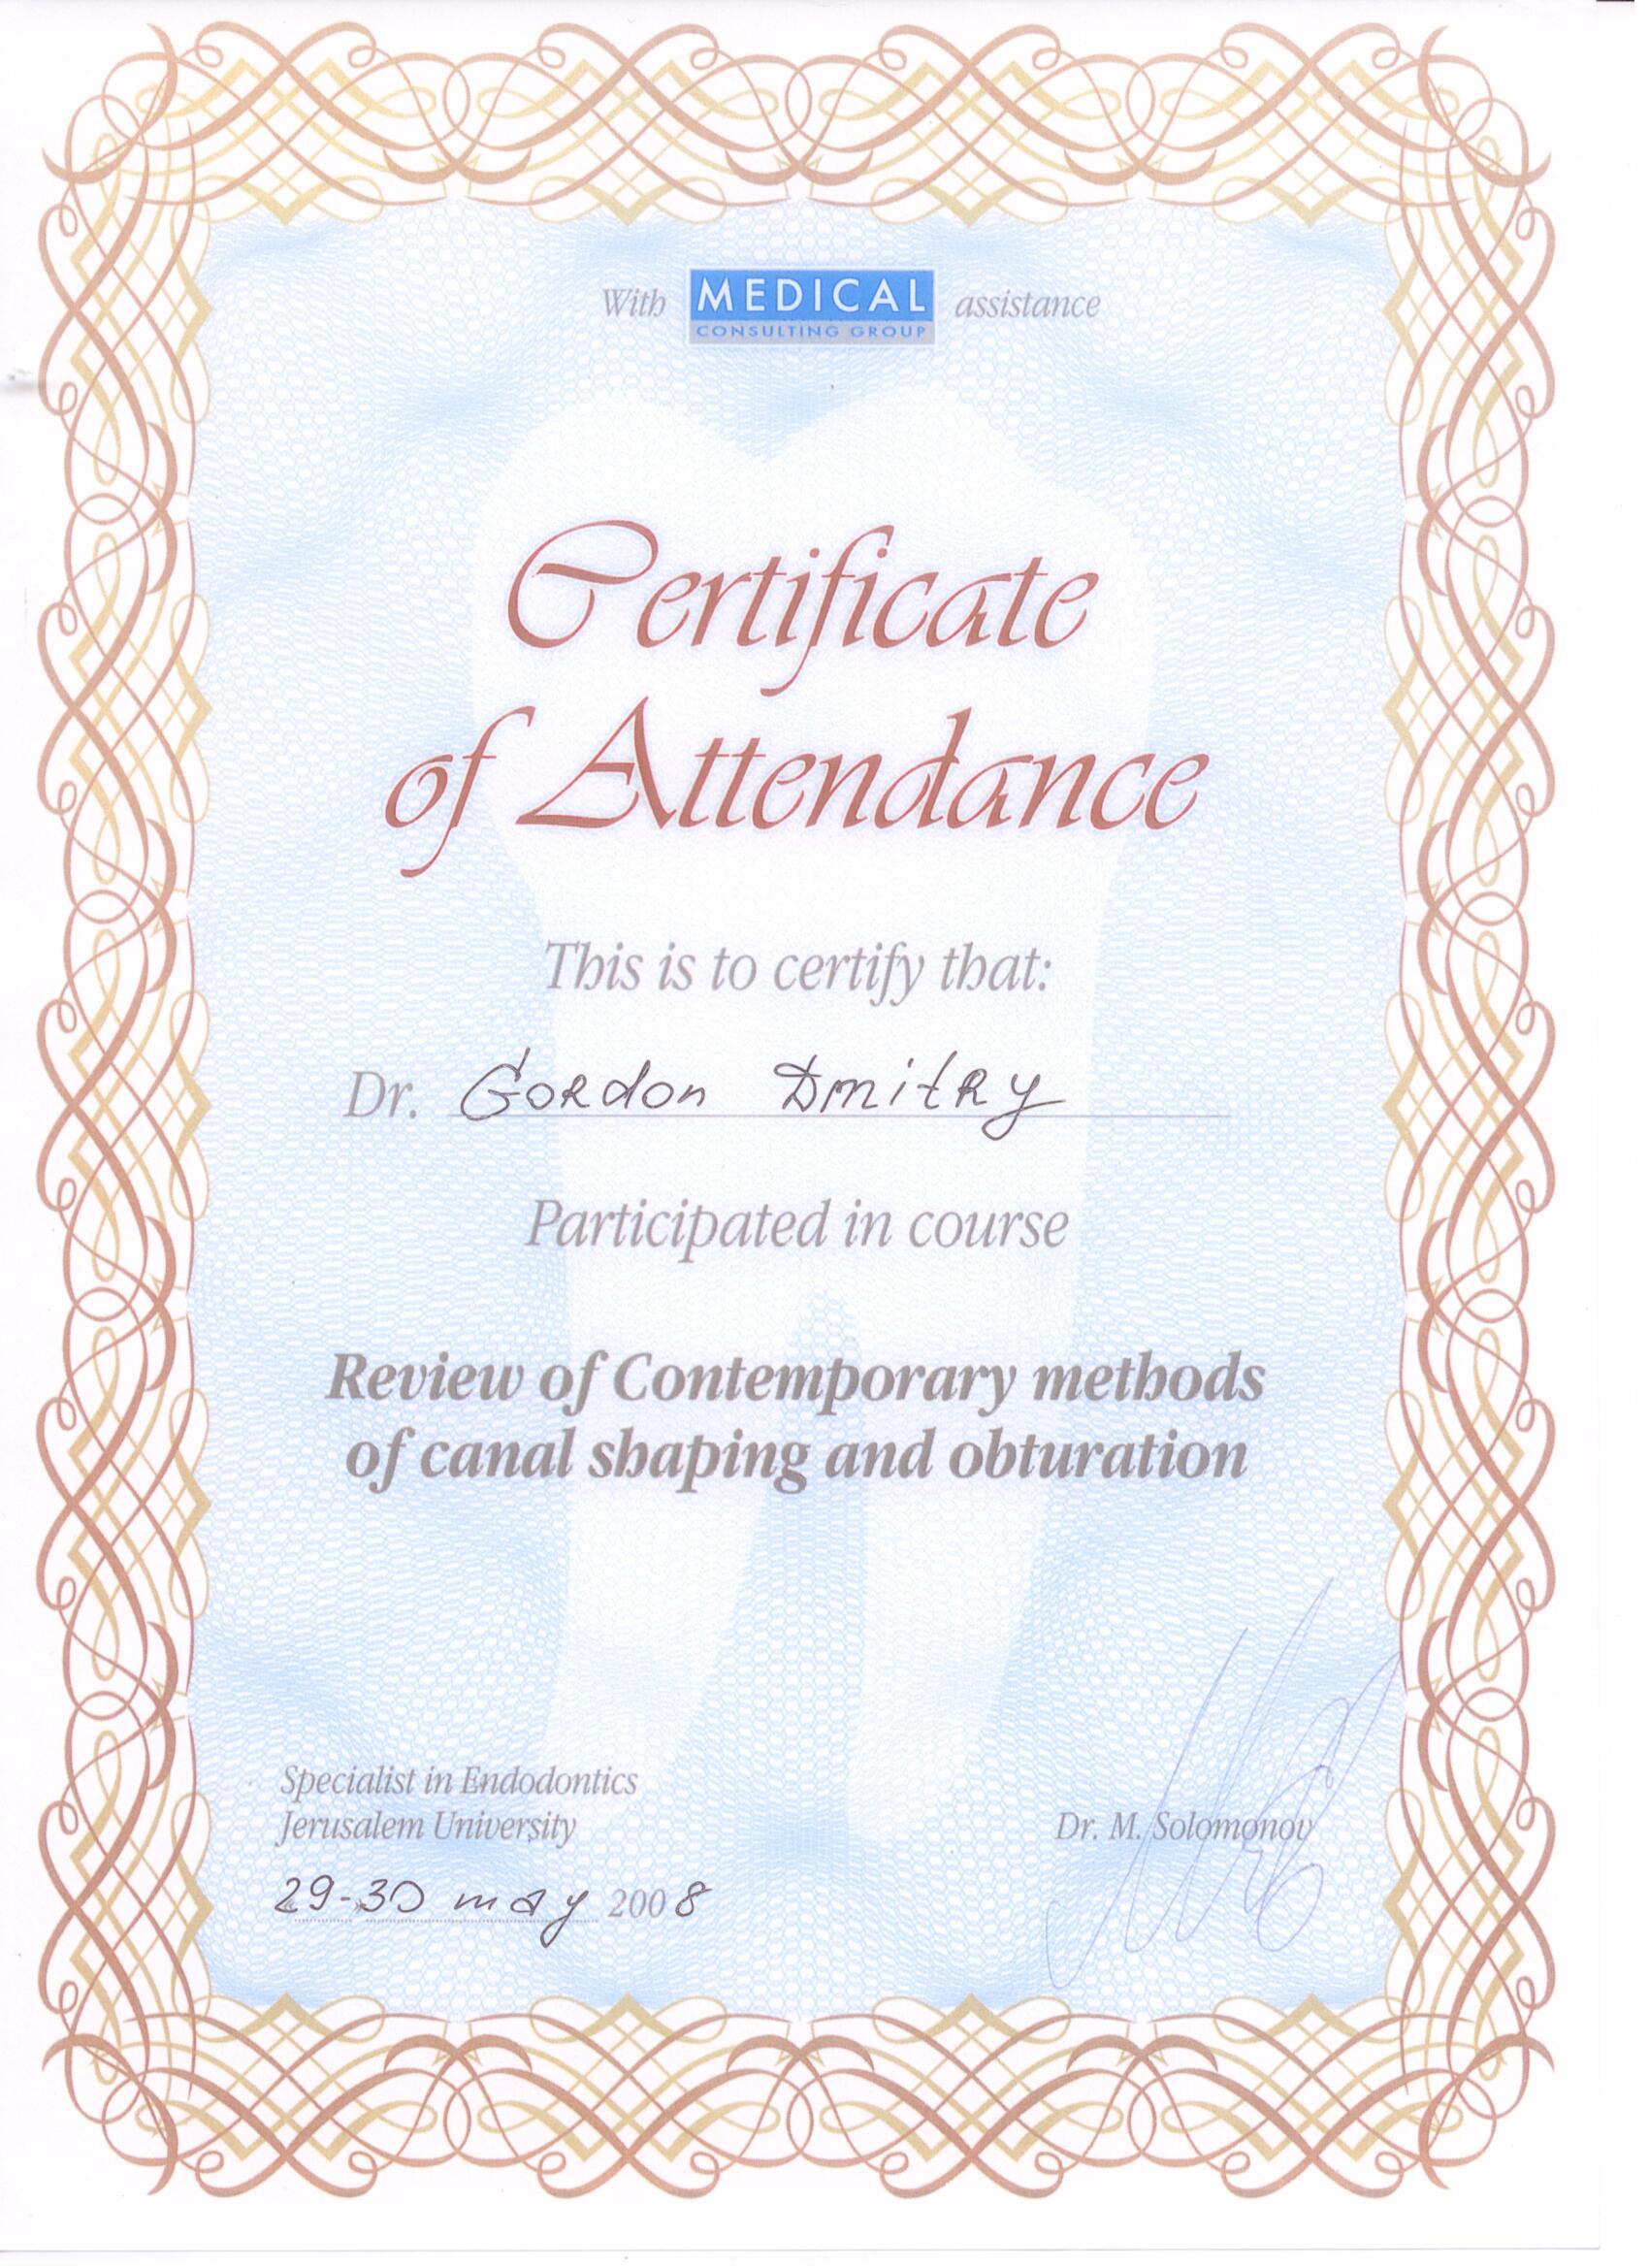 With MEDICAL CONSULTING GROUP assistance
Certificate
of Attendance
This is to certify that:
Dr. Gordon Dmitry
Participated in course
Review of Contemporary methods
of canal shaping and obturation
Specialist in Endodontics
Jerusalem University
Dr. M. Solomonov
29-30 may 2008